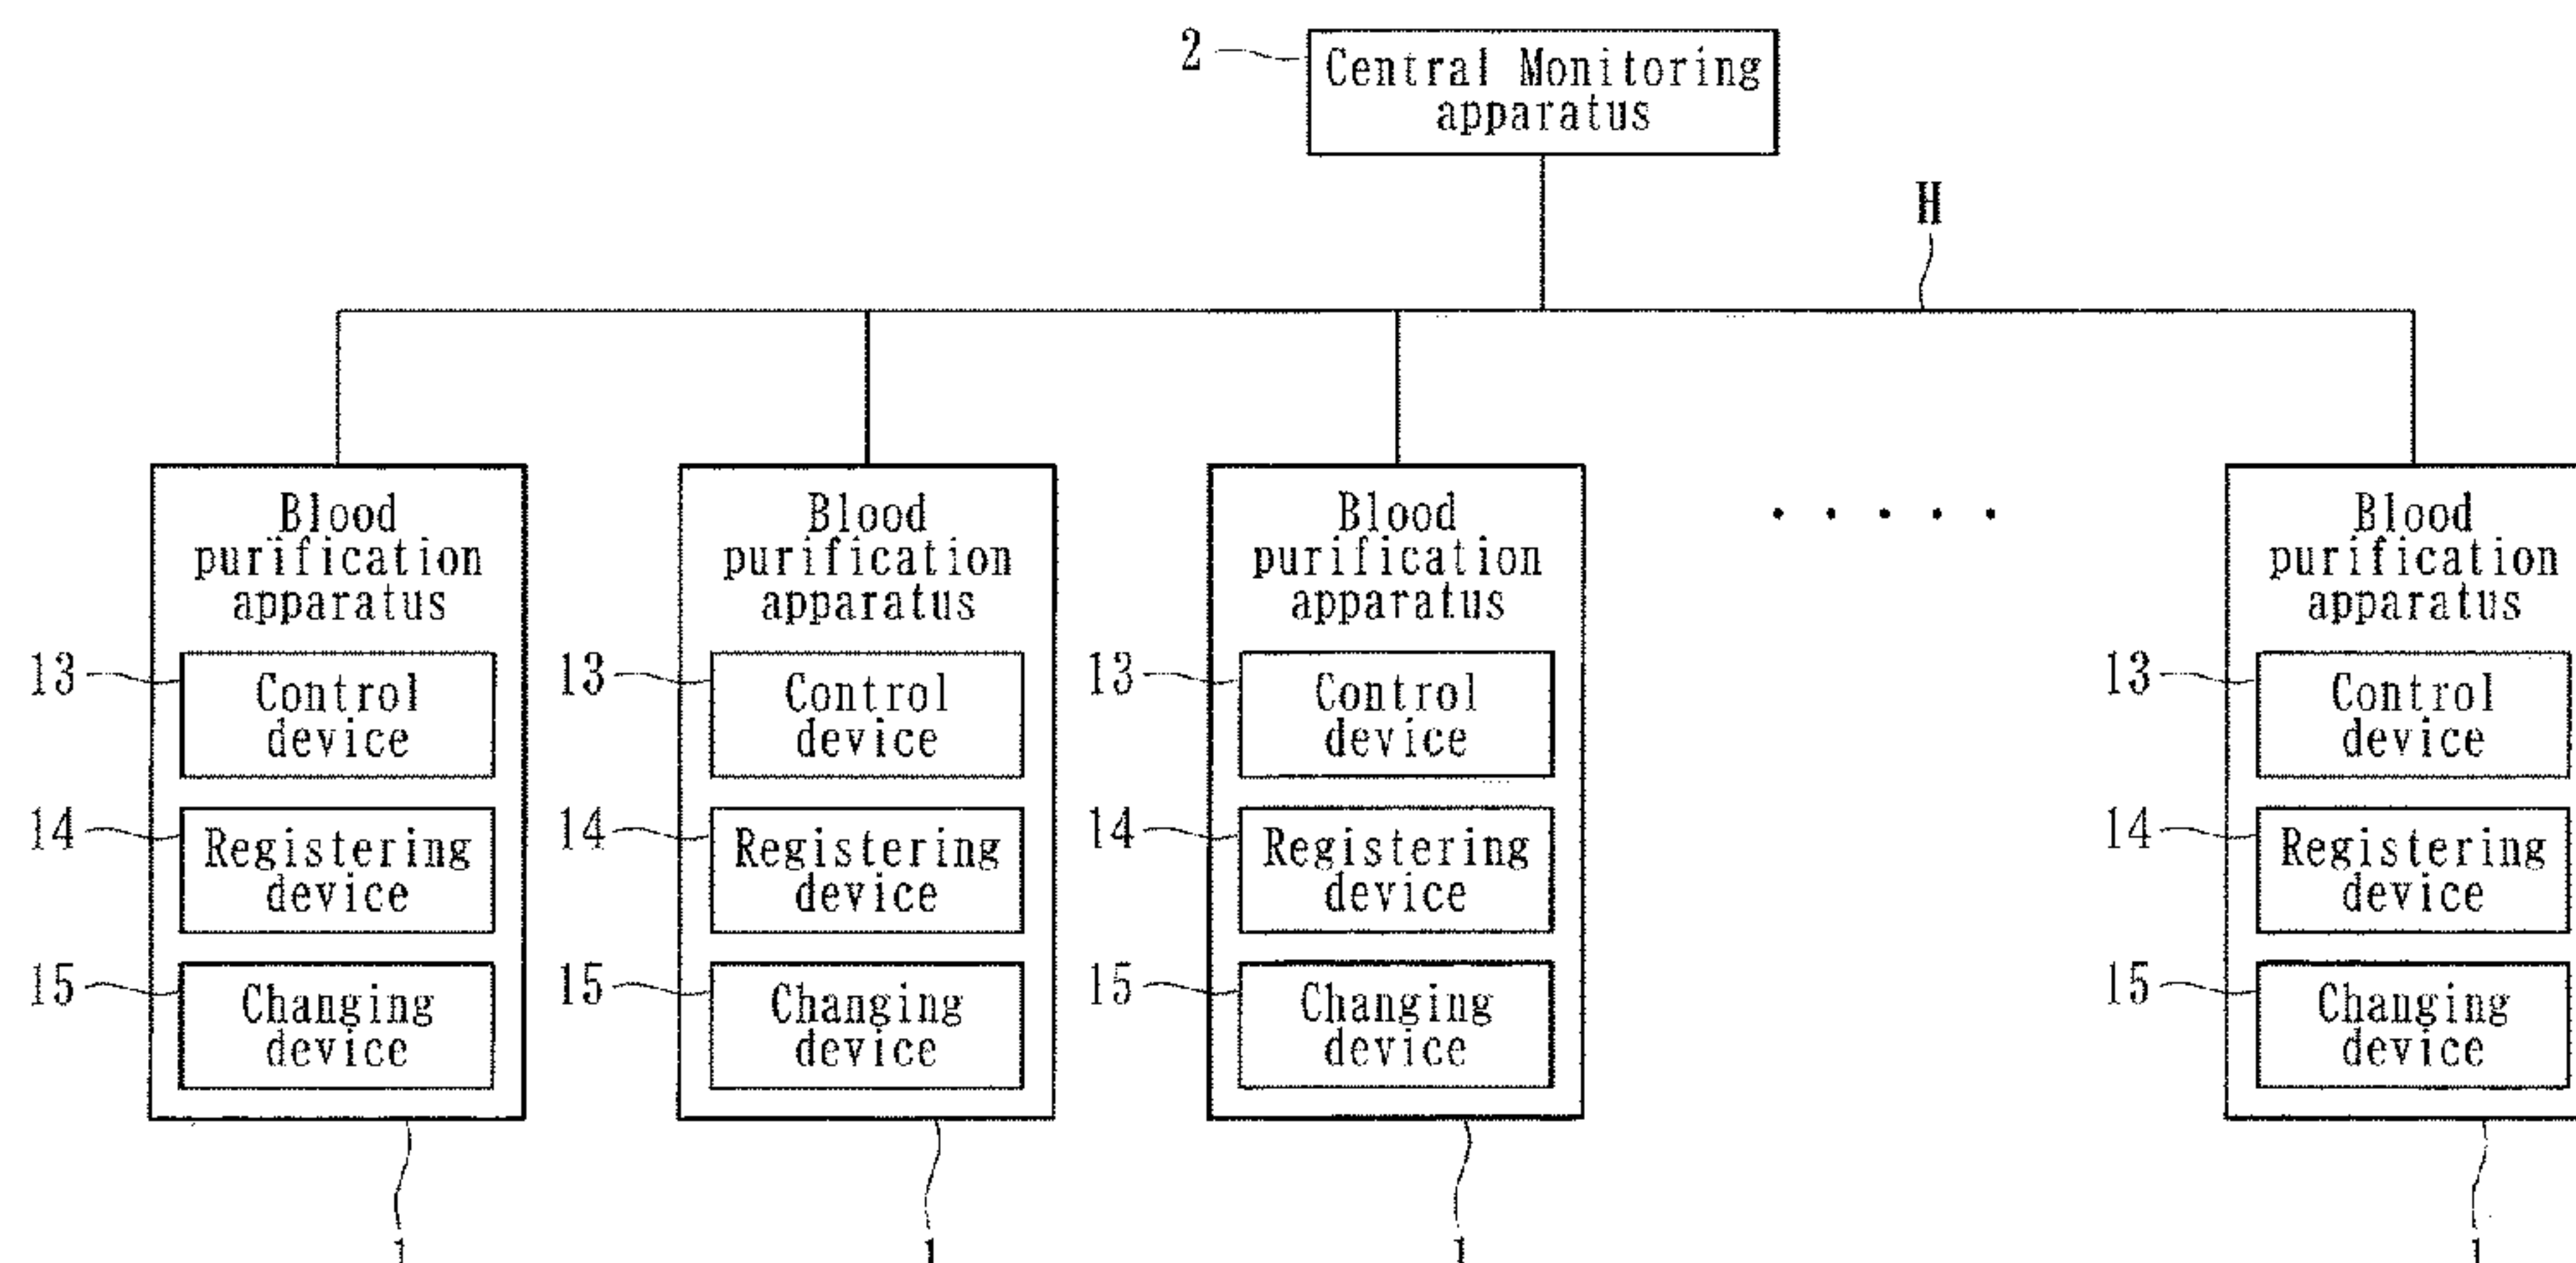 2
Central Monitoring
apparatus
H
Blood
purification
apparatus
13
Control
device
14
Registering
device
15
Changing
device
1
Blood
purification
apparatus
13
Control
device
14
Registering
device
15
Changing
device
1
Blood
purification
apparatus
13
Control
device
14
Registering
device
15
Changing
device
1
. . . . .
Blood
purification
apparatus
13
Control
device
14
Registering
device
15
Changing
device
1